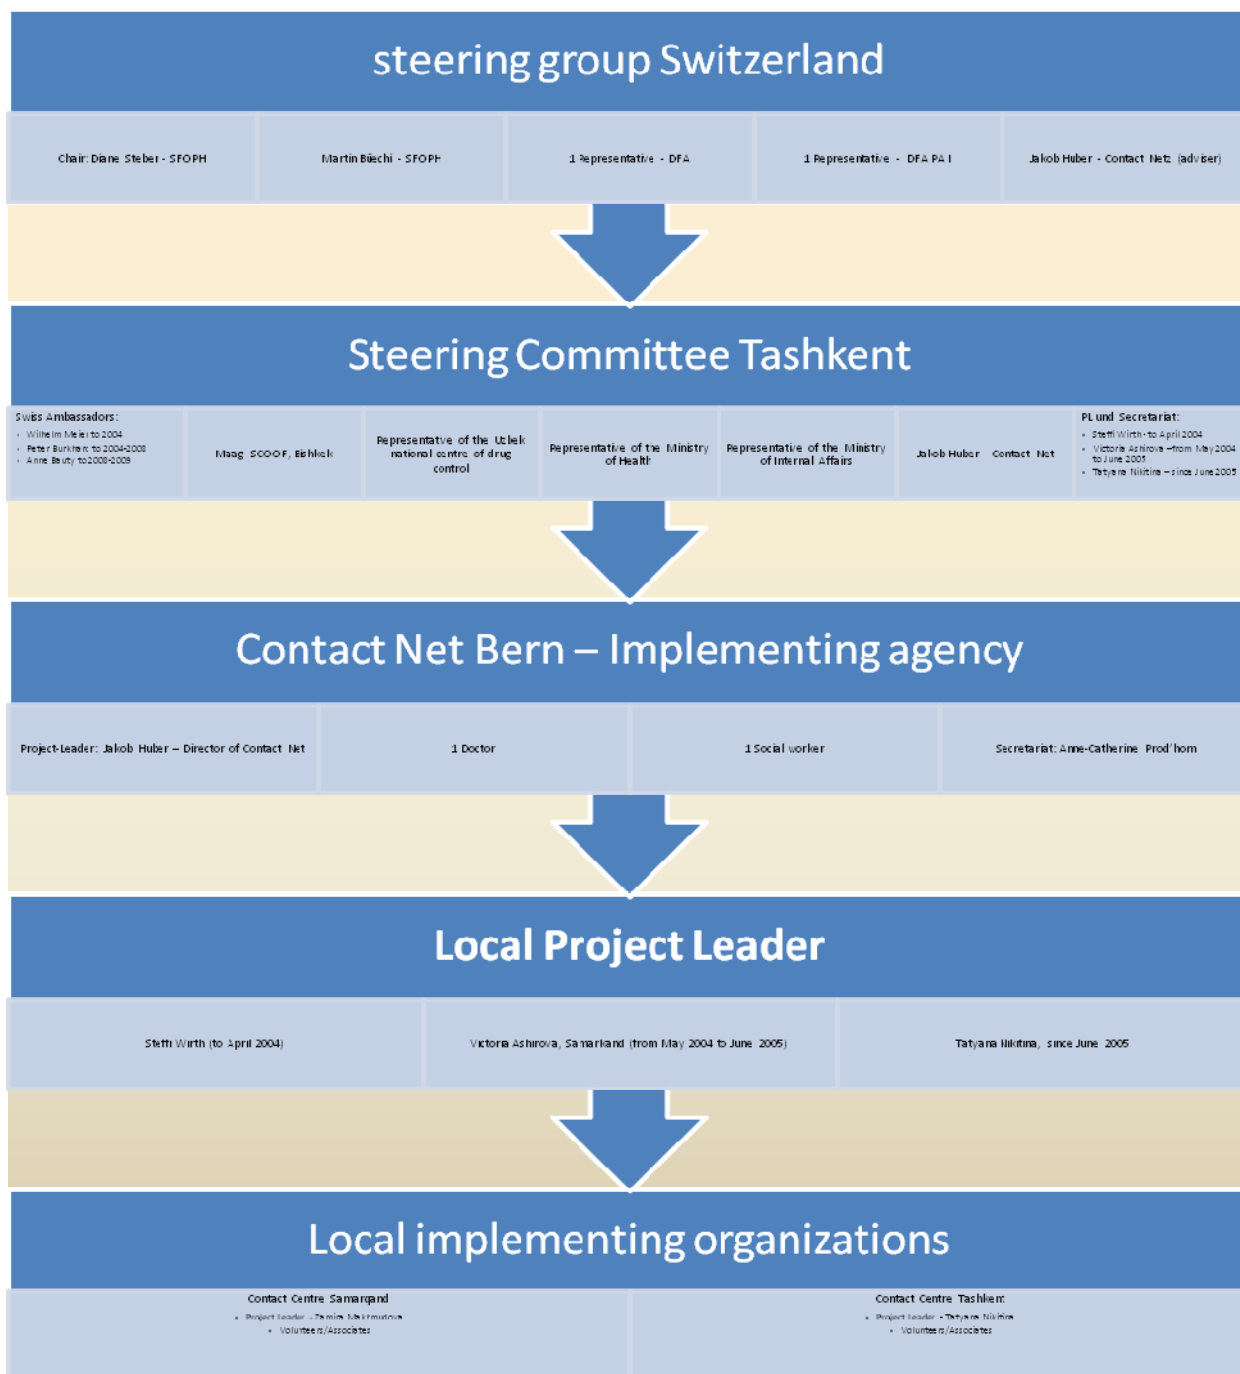 steering group Switzerland
Chair: Diane Steber - SFOPH
Martin Büechi - SFOPH
1 Representative - DFA
1 Representative - DFA PA I
Jakob Huber - Contact Netz (adviser)
Steering Committee Tashkent
Swiss Ambassadors:
• Wilhelm Meier to 2004
• Peter Burkhart to 2004-2008
• Anne Bauty to 2008-2009
Maag SCOOF, Bishkek
Representative of the Uzbek
national centre of drug
control
Representative of the Ministry
of Health
Representative of the Ministry
of Internal Affairs
Jakob Huber Contact Net
PL und Secretariat:
• Steffi Wirth - to April 2004
• Victoria Ashirova –from May 2004
to June 2005
• Tatyana Nikitina – since June 2005
Contact Net Bern – Implementing agency
Project-Leader: Jakob Huber – Director of Contact Net
1 Doctor
1 Social worker
Secretariat: Anne-Catherine Prod'hom
Local Project Leader
Steffi Wirth (to April 2004)
Victoria Ashirova, Samarkand (from May 2004 to June 2005)
Tatyana Nikitina, since June 2005
Local implementing organizations
Contact Centre Samarqand
• Project Leader - Zamira
• Volunteers/Associates
Contact Centre Tashkent
• Project Leader - Tatyana Nikitina
• Volunteers/Associates